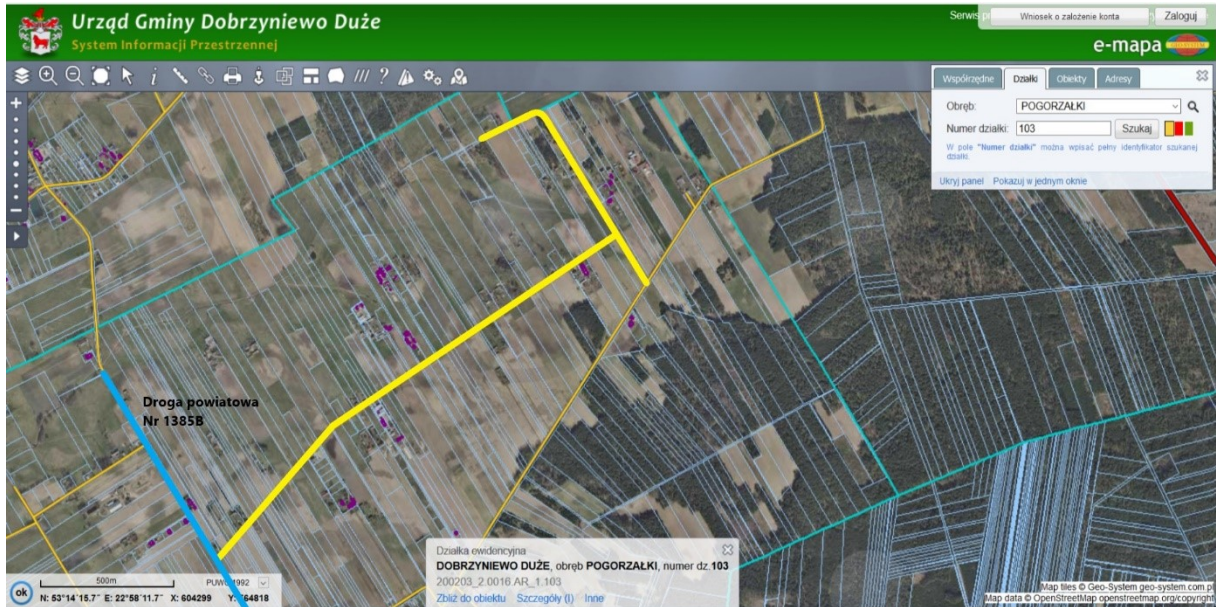 Urząd Gminy Dobrzyniewo Duże
System Informacji Przestrzennej
Serwis
Wniosek o założenie konta
Zaloguj
e-mapa
GEO-SYSTEM
Współrzędne Działki Obiekty Adresy
Obręb: POGORZAŁKI
Numer działki: 103 Szukaj
W pole "Numer działki" można wpisać pełny identyfikator szukanej
działki.
Ukryj panel Pokazuj w jednym oknie
Droga powiatowa
Nr 1385B
Działka ewidencyjna
DOBRZYNIEWO DUŻE, obręb POGORZAŁKI, numer dz.103
200203_2.0016 AR_1.103
Zbliż do obiektu Szczegóły (I) Inne
500m
ok N: 53°14'15.7" E: 22°58'11.7" X: 604299
Map tiles © Geo-System geo-system.com.pl
Map data © OpenStreetMap openstreetmap.org/copyright